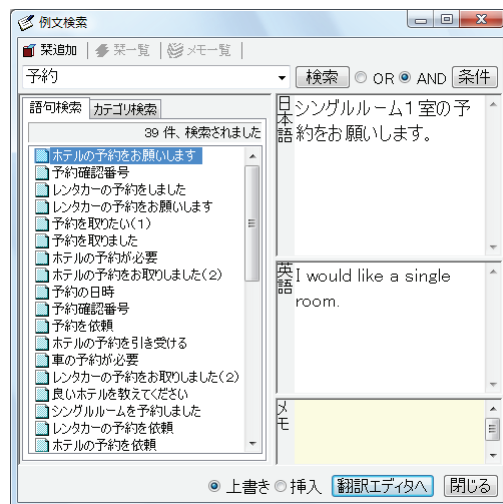 例文検索
栞追加 栞一覧 メモ一覧
予約 検索 OR AND 条件
語句検索 カテゴリ検索
39 件、検索されました
ホテルの予約をお願いします
予約確認番号
レンタカーの予約をしました
レンタカーの予約をお願いします
予約を取りたい(1)
予約を取りました
ホテルの予約が必要
ホテルの予約をお取りしました(2)
予約の日時
予約確認番号
予約を依頼
ホテルの予約を引き受ける
車の予約が必要
レンタカーの予約をお取りしました(2)
良いホテルを教えてください
シングルルームを予約しました
レンタカーの予約を依頼
ホテルの予約を依頼
日本語
シングルルーム1室の予
約をお願いします。
英語
I would like a single
room.
メモ
上書き 挿入 翻訳エディタへ 閉じる